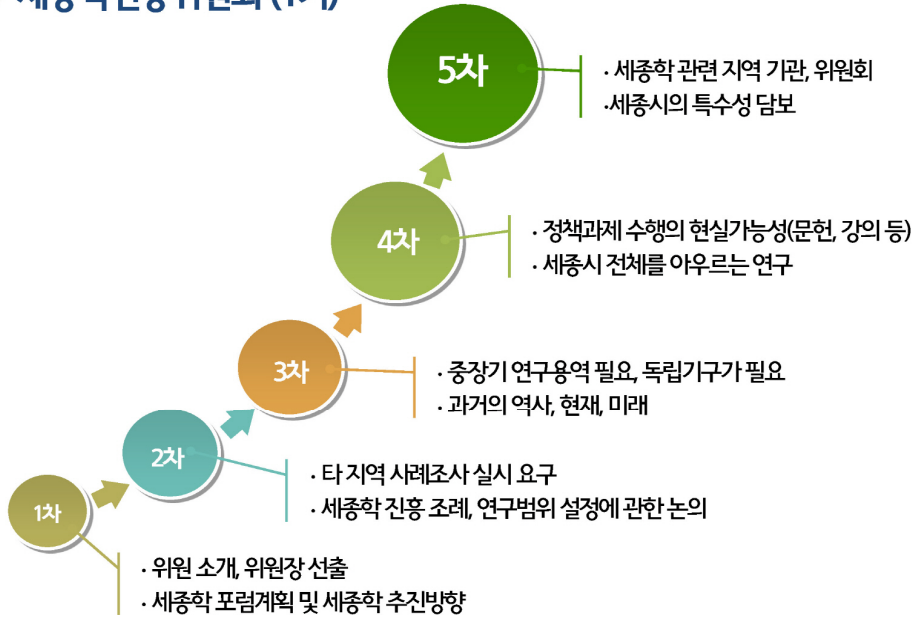 5차
· 세종학 관련 지역 기관, 위원회
·세종시의 특수성 담보
4차
· 정책과제 수행의 현실가능성(문헌, 강의 등)
· 세종시 전체를 아우르는 연구
3차
· 중장기 연구용역 필요, 독립기구가 필요
· 과거의 역사, 현재, 미래
2차
· 타 지역 사례조사 실시 요구
· 세종학 진흥 조례, 연구범위 설정에 관한 논의
1차
· 위원 소개, 위원장 선출
· 세종학 포럼계획 및 세종학 추진방향